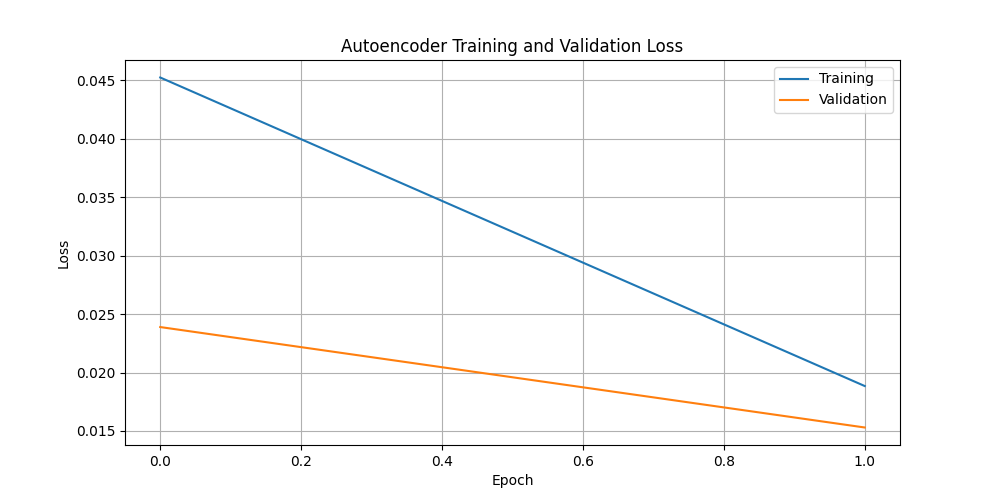 Autoencoder Training and Validation Loss
Training
Validation
Loss
0.045
0.040
0.035
0.030
0.025
0.020
0.015
0.0 0.2 0.4 0.6 0.8 1.0
Epoch